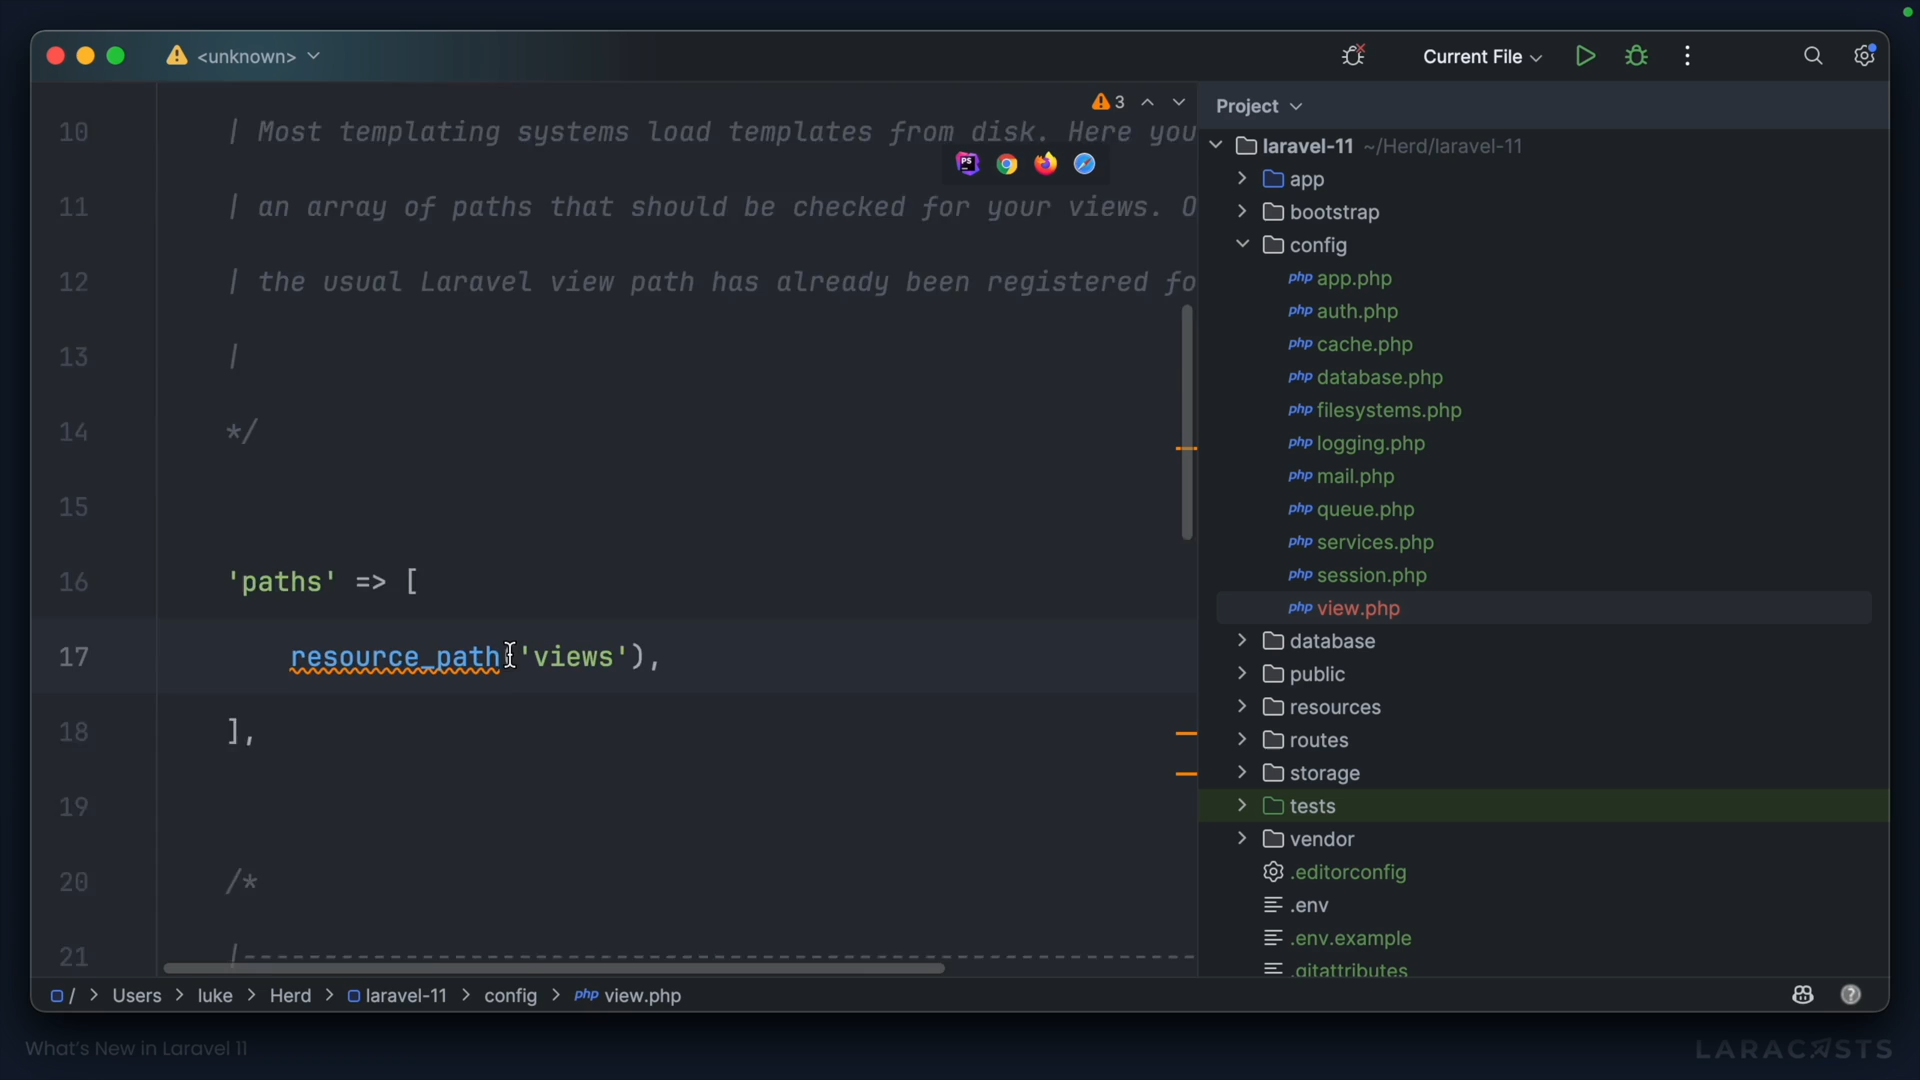 <unknown>
Current File
3
Project
10 | Most templating systems load templates from disk. Here you
PS
11 | an array of paths that should be checked for your views. O
12 | the usual Laravel view path has already been registered fo
13 |
14 */
15
16 'paths' => [
17 resource_path('views'),
18 ],
19
20 /*
21 |----------------------------------------------------------
laravel-11 ~/Herd/laravel-11
app
bootstrap
config
php app.php
php auth.php
php cache.php
php database.php
php filesystems.php
php logging.php
php mail.php
php queue.php
php services.php
php session.php
php view.php
database
public
resources
routes
storage
tests
vendor
.editorconfig
.env
.env.example
.gitattributes
/ > Users > luke > Herd > laravel-11 > config > php view.php
?
What's New in Laravel 11
LARACASTS